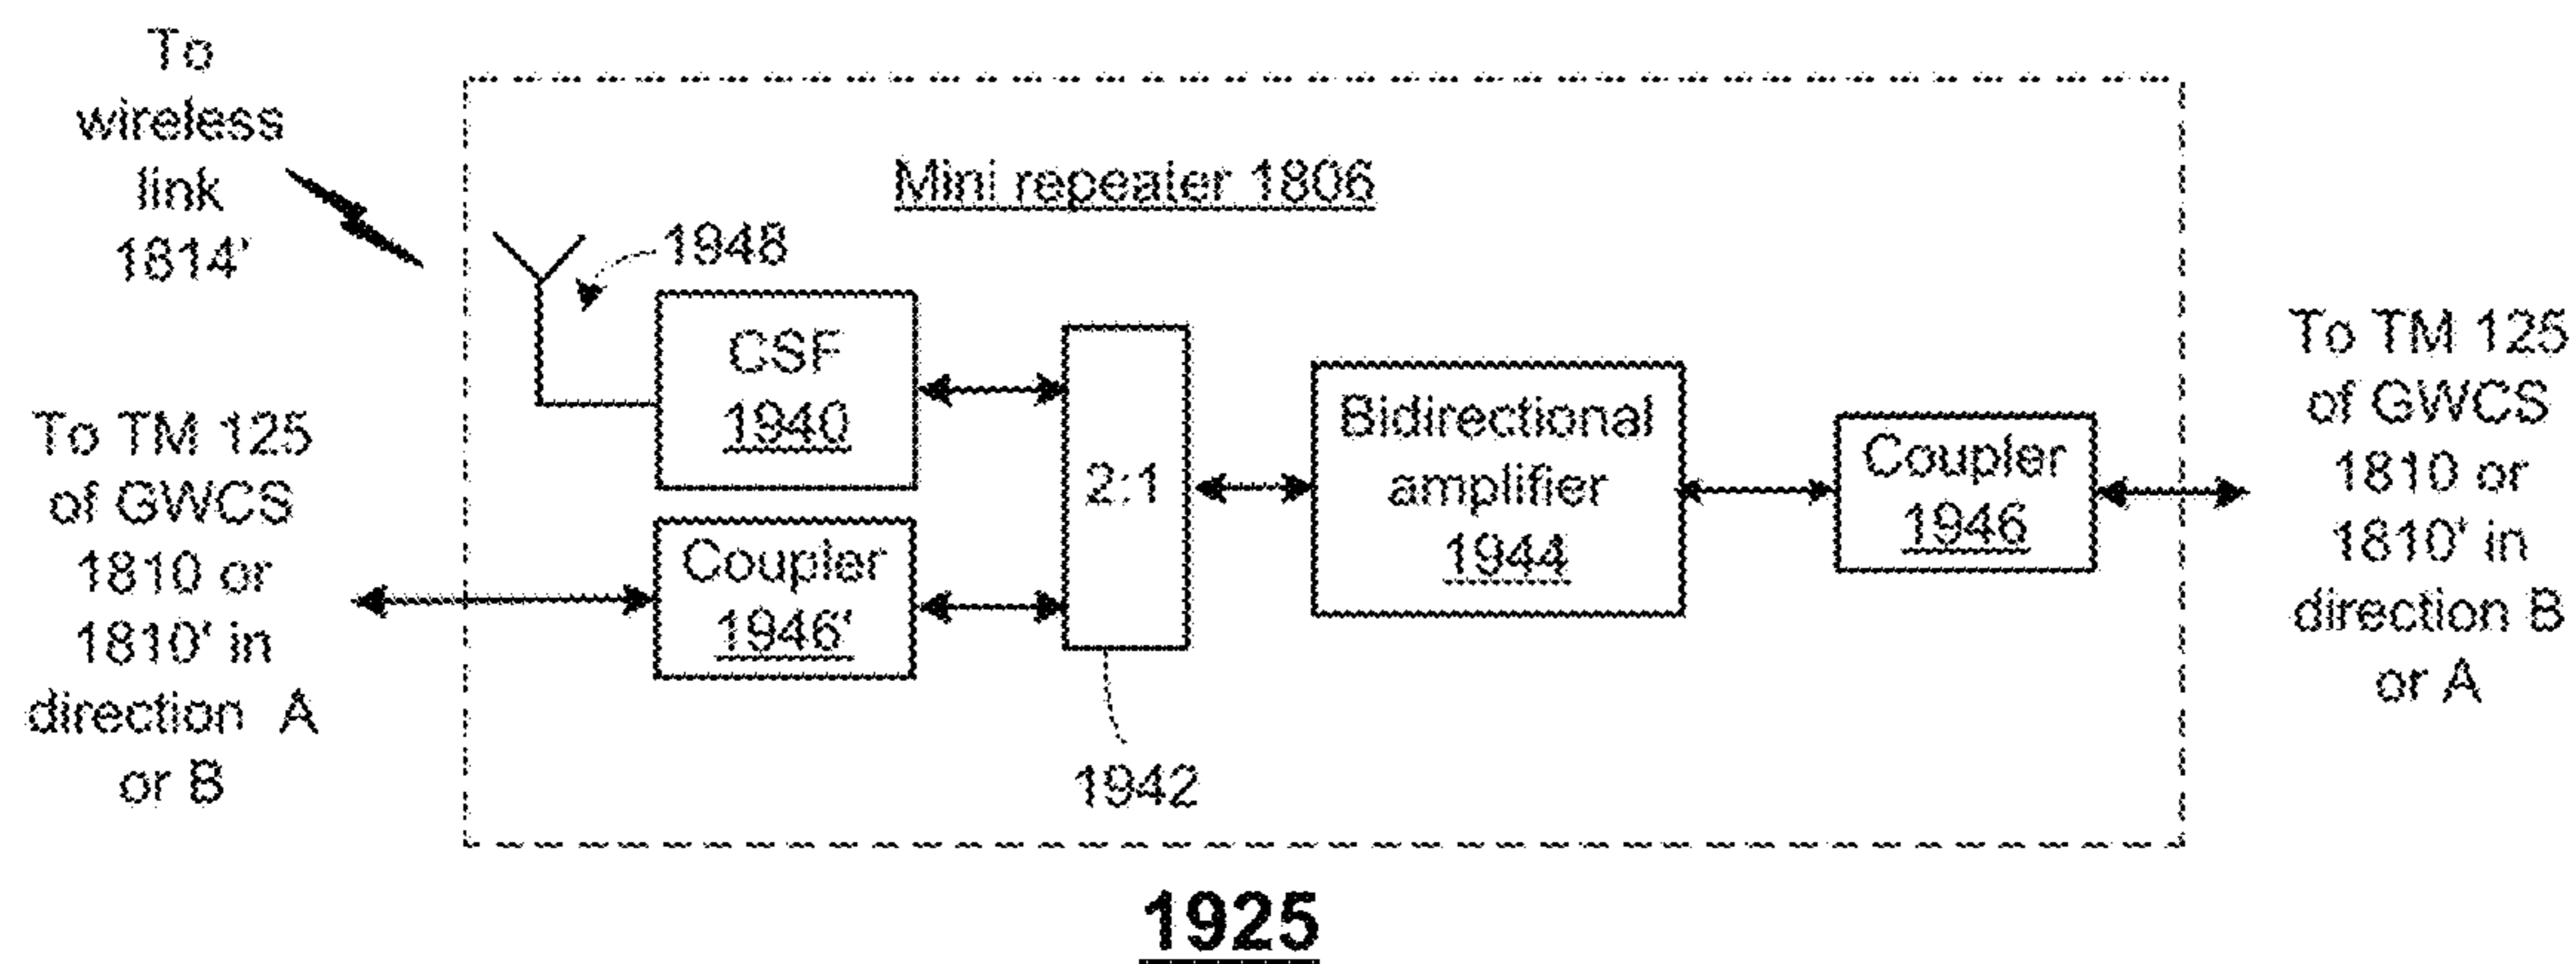 To
wireless
link
1814'
Mini repeater 1806
1948
CSF
1940
To TM 125
of GWCS
1810 or
1810' in
direction A
or B
Coupler
1946'
2:1
1942
Bidirectional
amplifier
1944
Coupler
1946
To TM 125
of GWCS
1810 or
1810' in
direction B
or A
1925